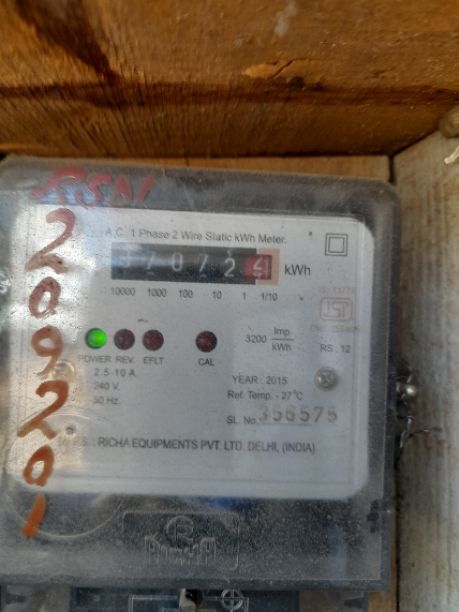 A.C. 1 Phase 2 Wire Static kWh Meter.
07072 kWh
10000 1000 100 10 1 1/10
3200 Imp/kWh
POWER REV. EFLT CAL
RS : 12
2.5-10 A.
240 V.
50 Hz.
YEAR : 2015
Ref. Temp. - 27°C
SL. No. 356575
RICHA EQUIPMENTS PVT. LTD. DELHI, (INDIA)
209201